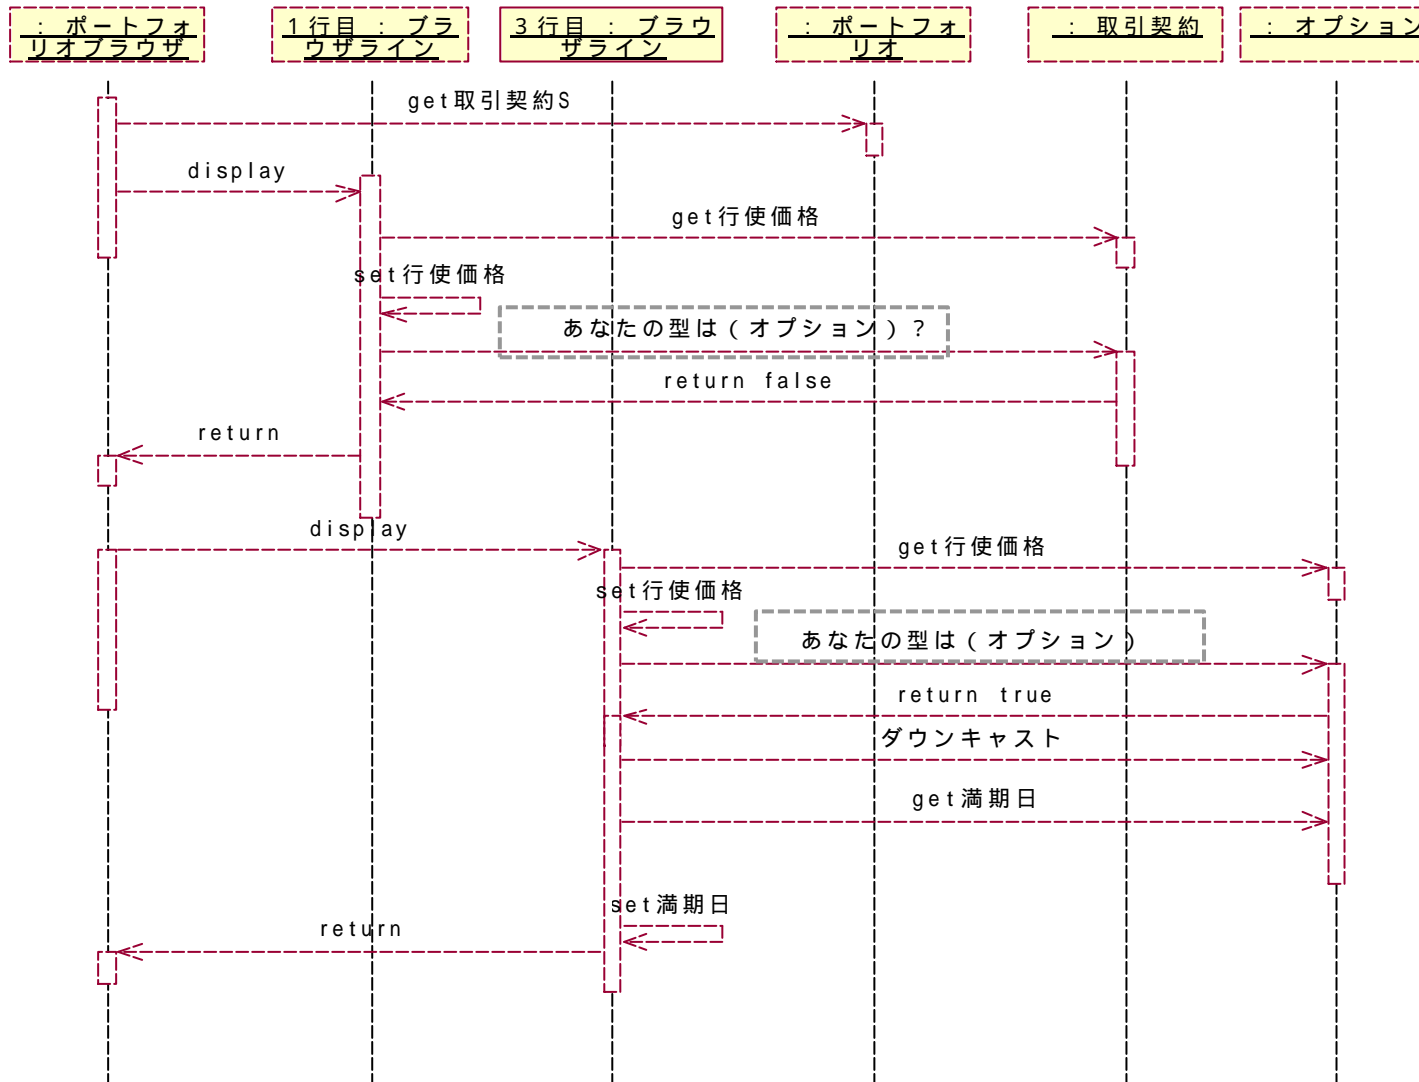 : ポートフォ
リオブラウザ
1行目 : ブラ
ウザライン
3行目 : ブラウ
ザライン
: ポートフォ
リオ
: 取引契約
: オプション
get取引契約S
display
get行使価格
set行使価格
あなたの型は(オプション)?
return false
return
display
get行使価格
set行使価格
あなたの型は(オプション)
return true
ダウンキャスト
get満期日
set満期日
return